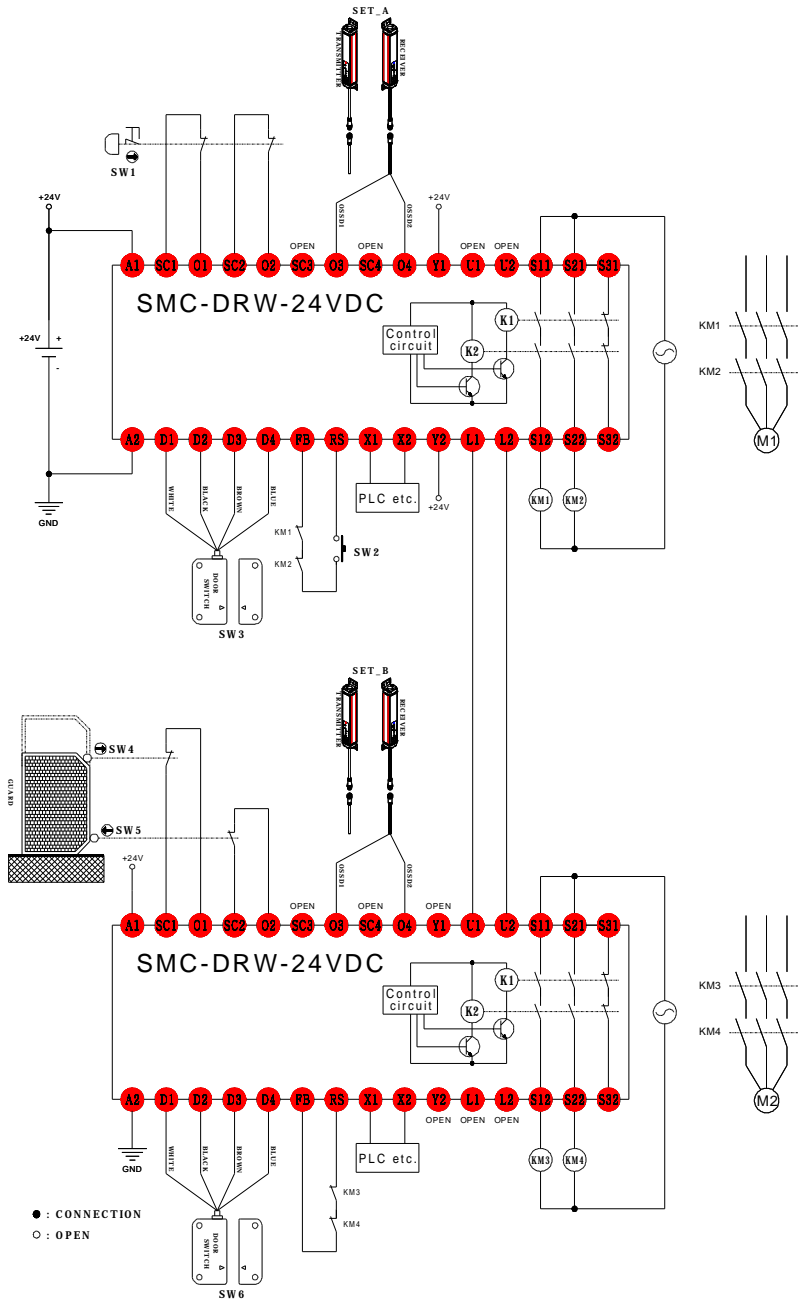 SET_A
TRANSMITTER
RECEIVER
SW1
+24V
OSSD1
OSSD2
+24V
OPEN
OPEN
OPEN
OPEN
A1 SC1 C1 SC2 O2 SC3 O3 SC4 O4 Y1 U1 U2 S11 S21 S31
SMC-DRW-24VDC
Control
circuit
K1
K2
+24V
+
-
KM1
KM2
M1
A2 D1 D2 D3 D4 FB RS X1 X2 Y2 L1 L2 S12 S22 S32
GND
WHITE
BLACK
BROWN
BLUE
KM1
KM2
SW2
PLC etc.
+24V
KM1
KM2
DOOR
SWITCH
SW3
SET_B
TRANSMITTER
RECEIVER
GUARD
SW4
SW5
+24V
OSSD1
OSSD2
OPEN
OPEN
OPEN
A1 SC1 C1 SC2 O2 SC3 O3 SC4 O4 Y1 U1 U2 S11 S21 S31
SMC-DRW-24VDC
Control
circuit
K1
K2
KM3
KM4
M2
A2 D1 D2 D3 D4 FB RS X1 X2 Y2 L1 L2 S12 S22 S32
OPEN OPEN OPEN
GND
WHITE
BLACK
BROWN
BLUE
KM3
KM4
PLC etc.
KM3
KM4
DOOR
SWITCH
SW6
: CONNECTION
: OPEN